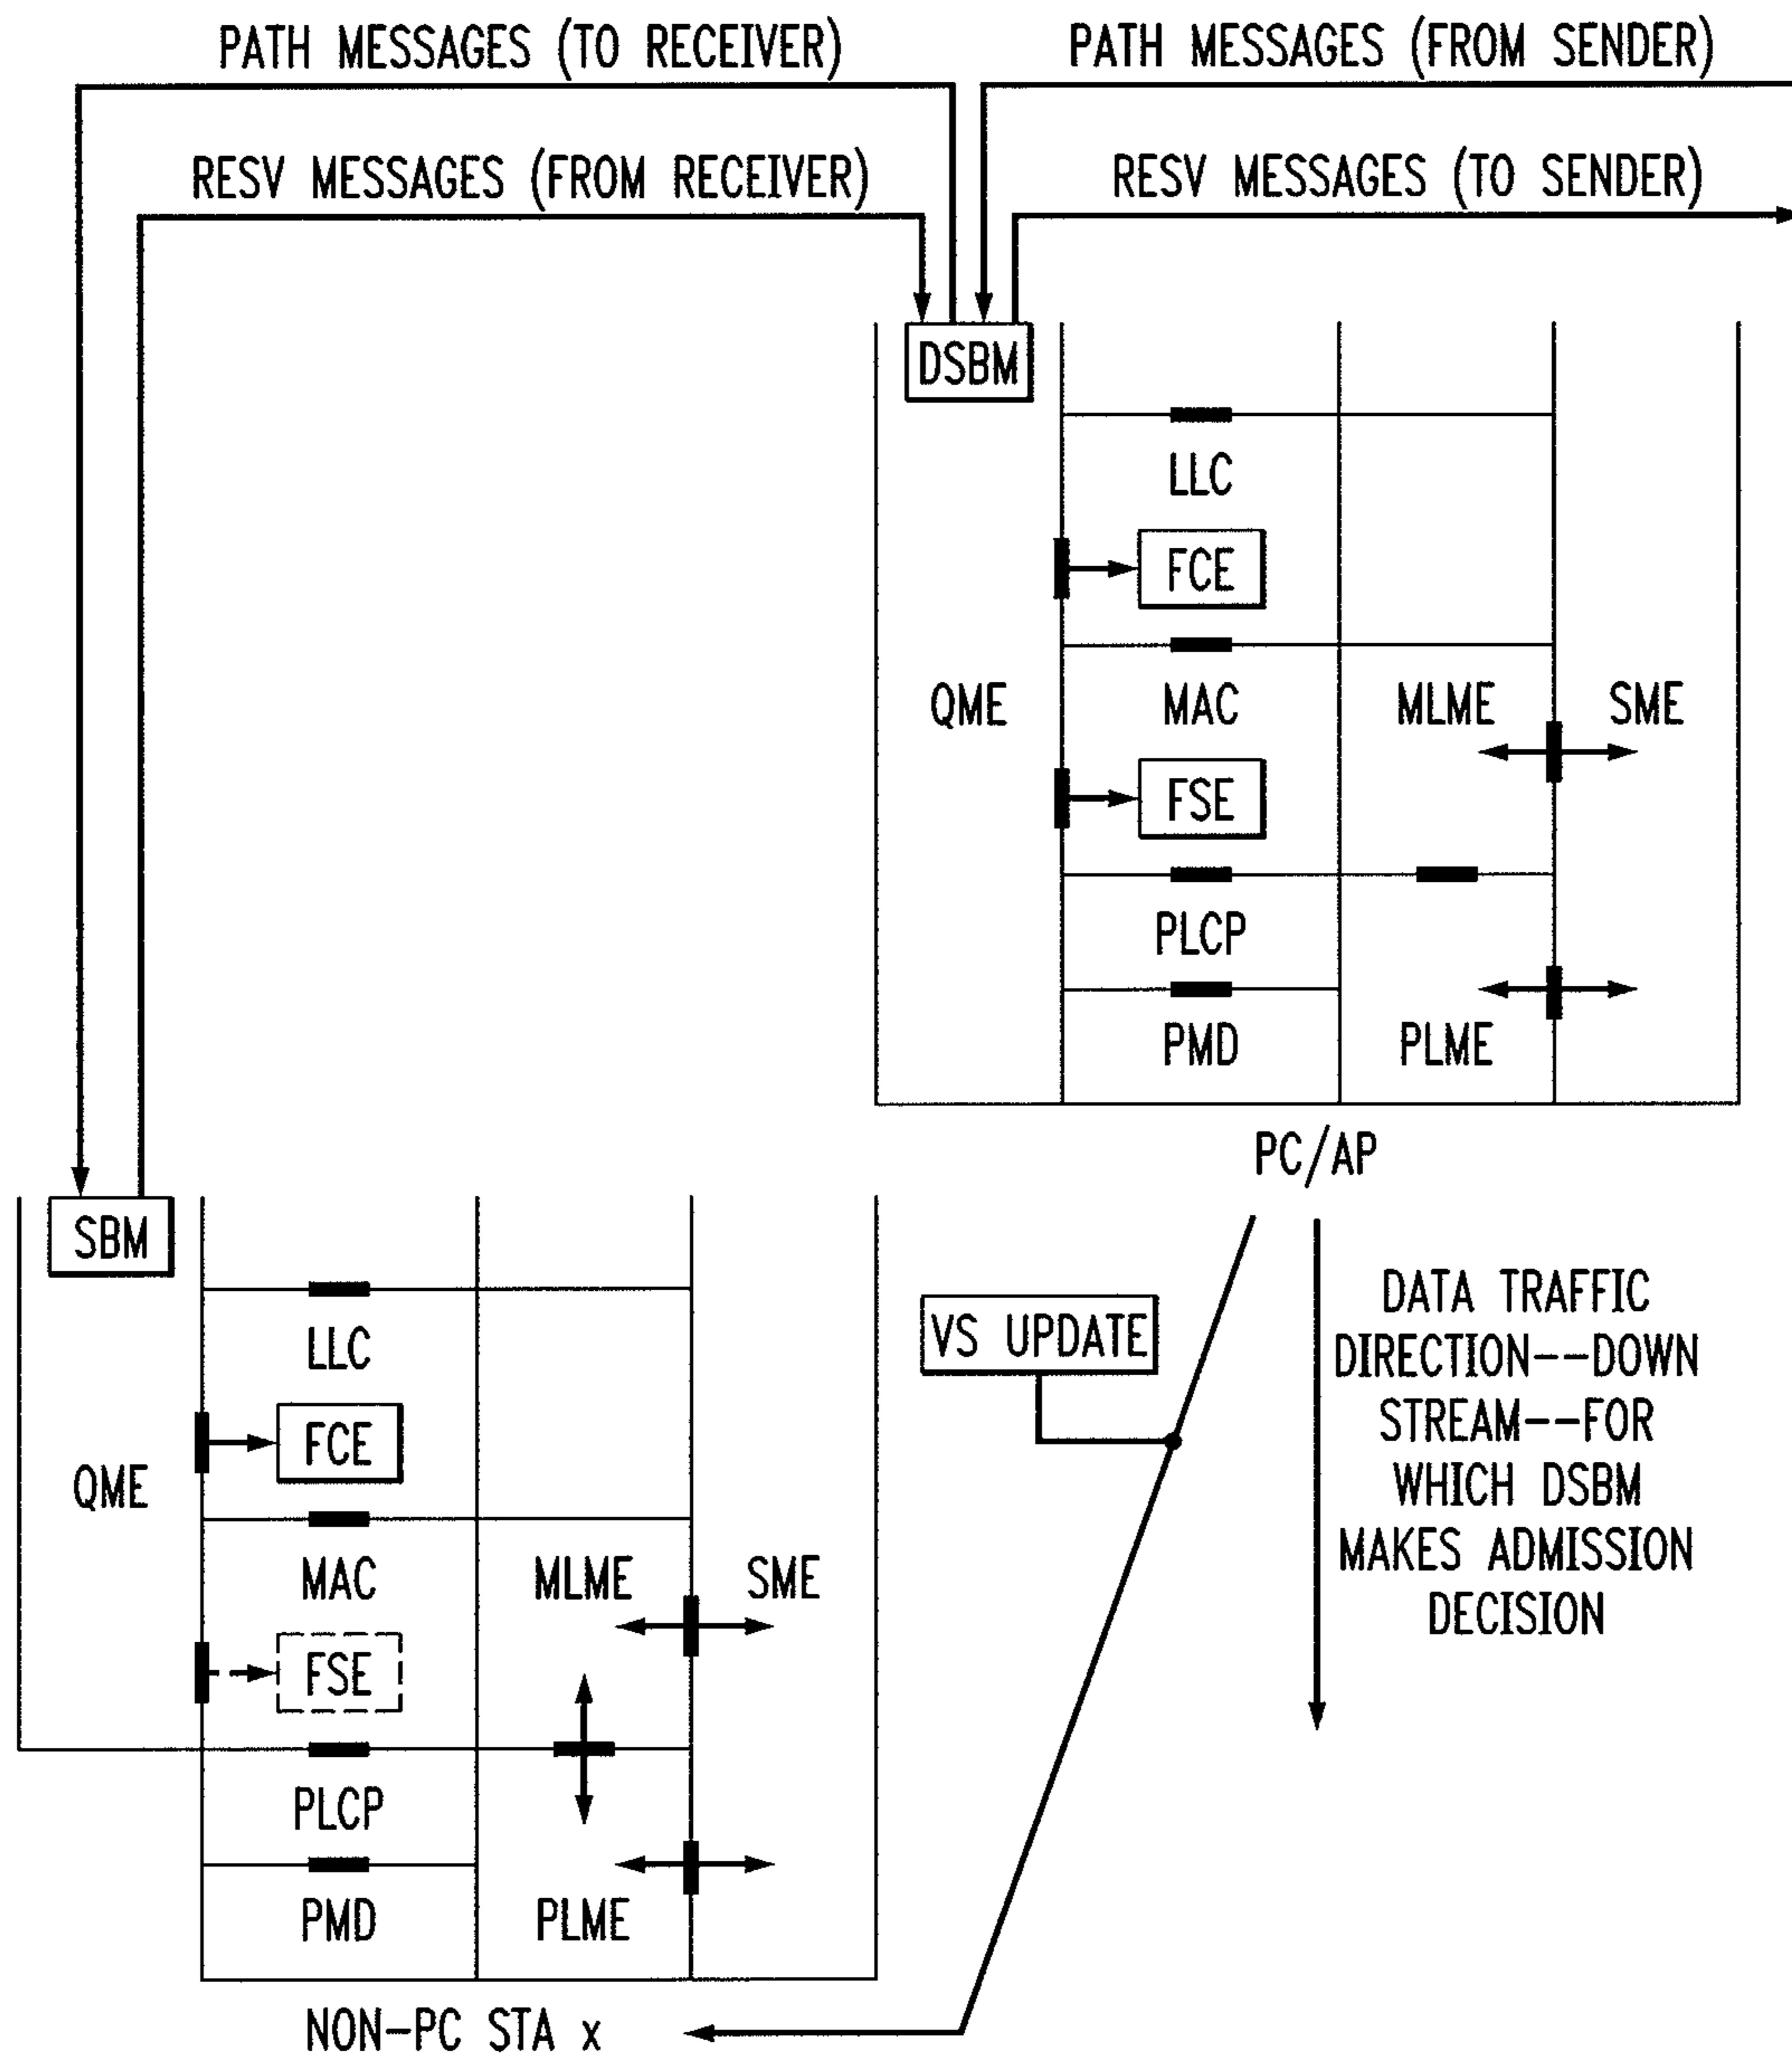 PATH MESSAGES (TO RECEIVER)
PATH MESSAGES (FROM SENDER)
RESV MESSAGES (FROM RECEIVER)
RESV MESSAGES (TO SENDER)
DSBM
LLC
FCE
QME
MAC
MLME
SME
FSE
PLCP
PMD
PLME
PC/AP
SBM
LLC
FCE
QME
MAC
MLME
SME
FSE
PLCP
PMD
PLME
NON-PC STA x
VS UPDATE
DATA TRAFFIC
DIRECTION--DOWN
STREAM--FOR
WHICH DSBM
MAKES ADMISSION
DECISION